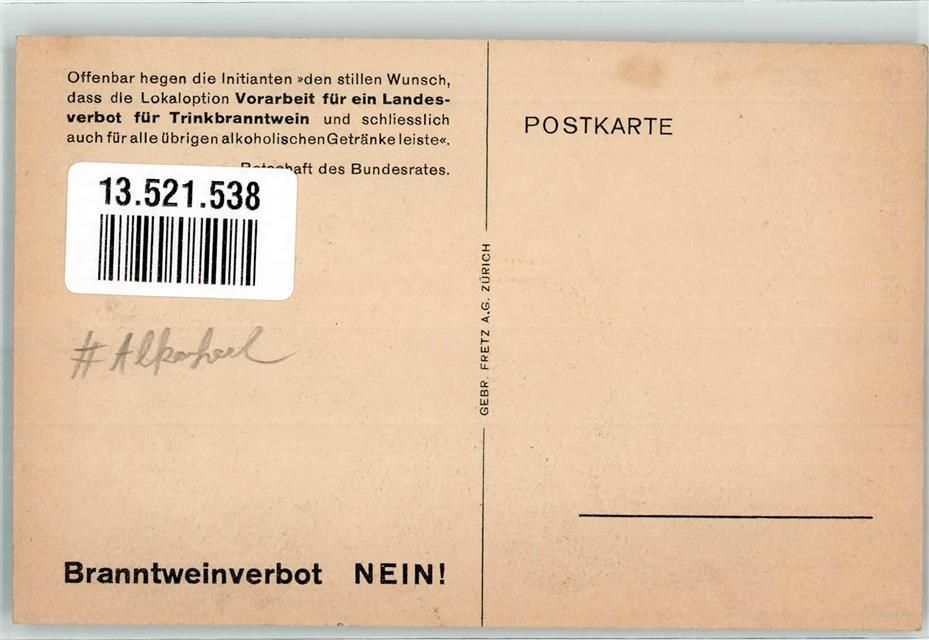 Offenbar hegen die Initianten »den stillen Wunsch,
dass die Lokaloption Vorarbeit für ein Landes-
verbot für Trinkbranntwein und schliesslich
auch für alle übrigen alkoholischen Getränke leiste«.
Botschaft des Bundesrates.
13.521.538
#Alkohol
Branntweinverbot NEIN!
GEBR. FRETZ A.G. ZÜRICH
POSTKARTE